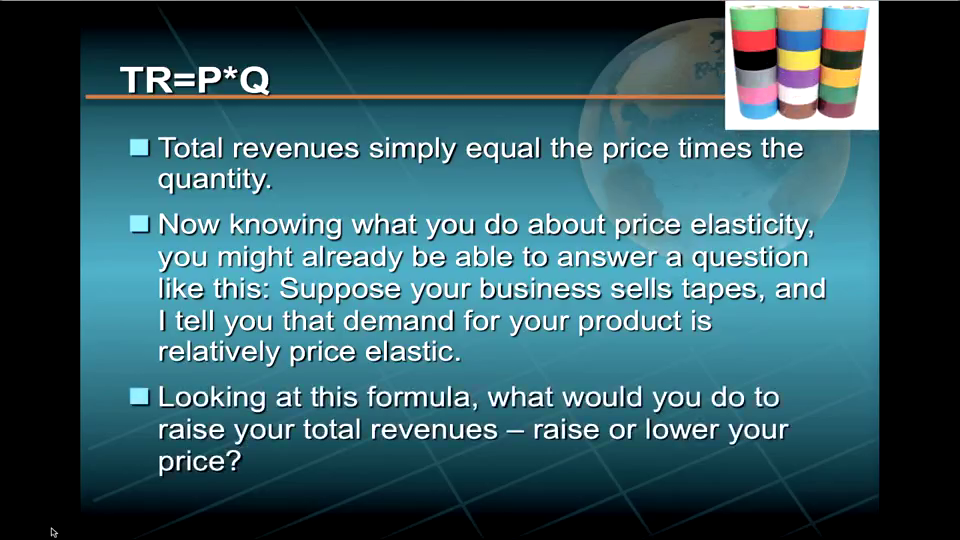 TR=P*Q
Total revenues simply equal the price times the
quantity.
Now knowing what you do about price elasticity,
you might already be able to answer a question
like this: Suppose your business sells tapes, and
I tell you that demand for your product is
relatively price elastic.
Looking at this formula, what would you do to
raise your total revenues – raise or lower your
price?